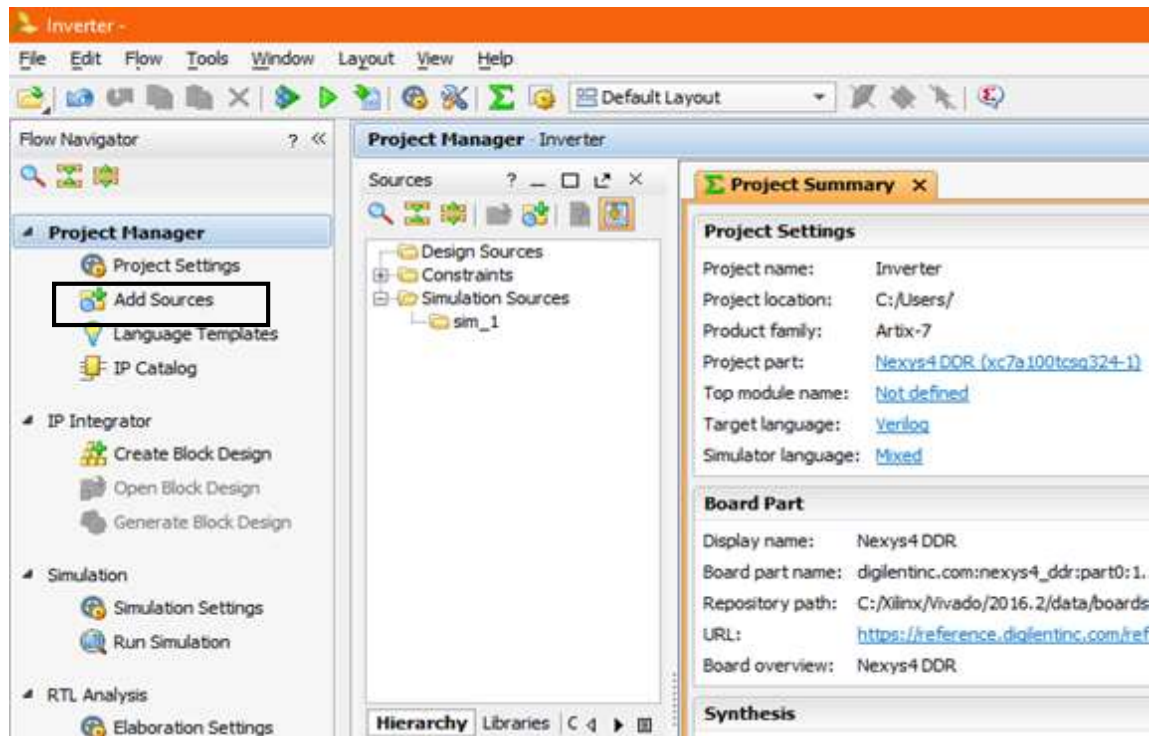 Inverter -
File Edit Flow Tools Window Layout View Help
Default Layout
Flow Navigator ? «
Project Manager
Project Settings
Add Sources
Language Templates
IP Catalog
IP Integrator
Create Block Design
Open Block Design
Generate Block Design
Simulation
Simulation Settings
Run Simulation
RTL Analysis
Elaboration Settings
Project Manager - Inverter
Sources ?
Design Sources
Constraints
Simulation Sources
sim_1
Hierarchy Libraries C
Σ Project Summary ×
Project Settings
Project name: Inverter
Project location: C:/Users/
Product family: Artix-7
Project part: Nexys4 DDR (xc7a100tcsg324-1)
Top module name: Not defined
Target language: Verilog
Simulator language: Mixed
Board Part
Display name: Nexys4 DDR
Board part name: digilentinc.com:nexys4_ddr:part0:1.
Repository path: C:/Xilinx/Vivado/2016.2/data/boards
URL: https://reference.digilentinc.com/ref
Board overview: Nexys4 DDR
Synthesis